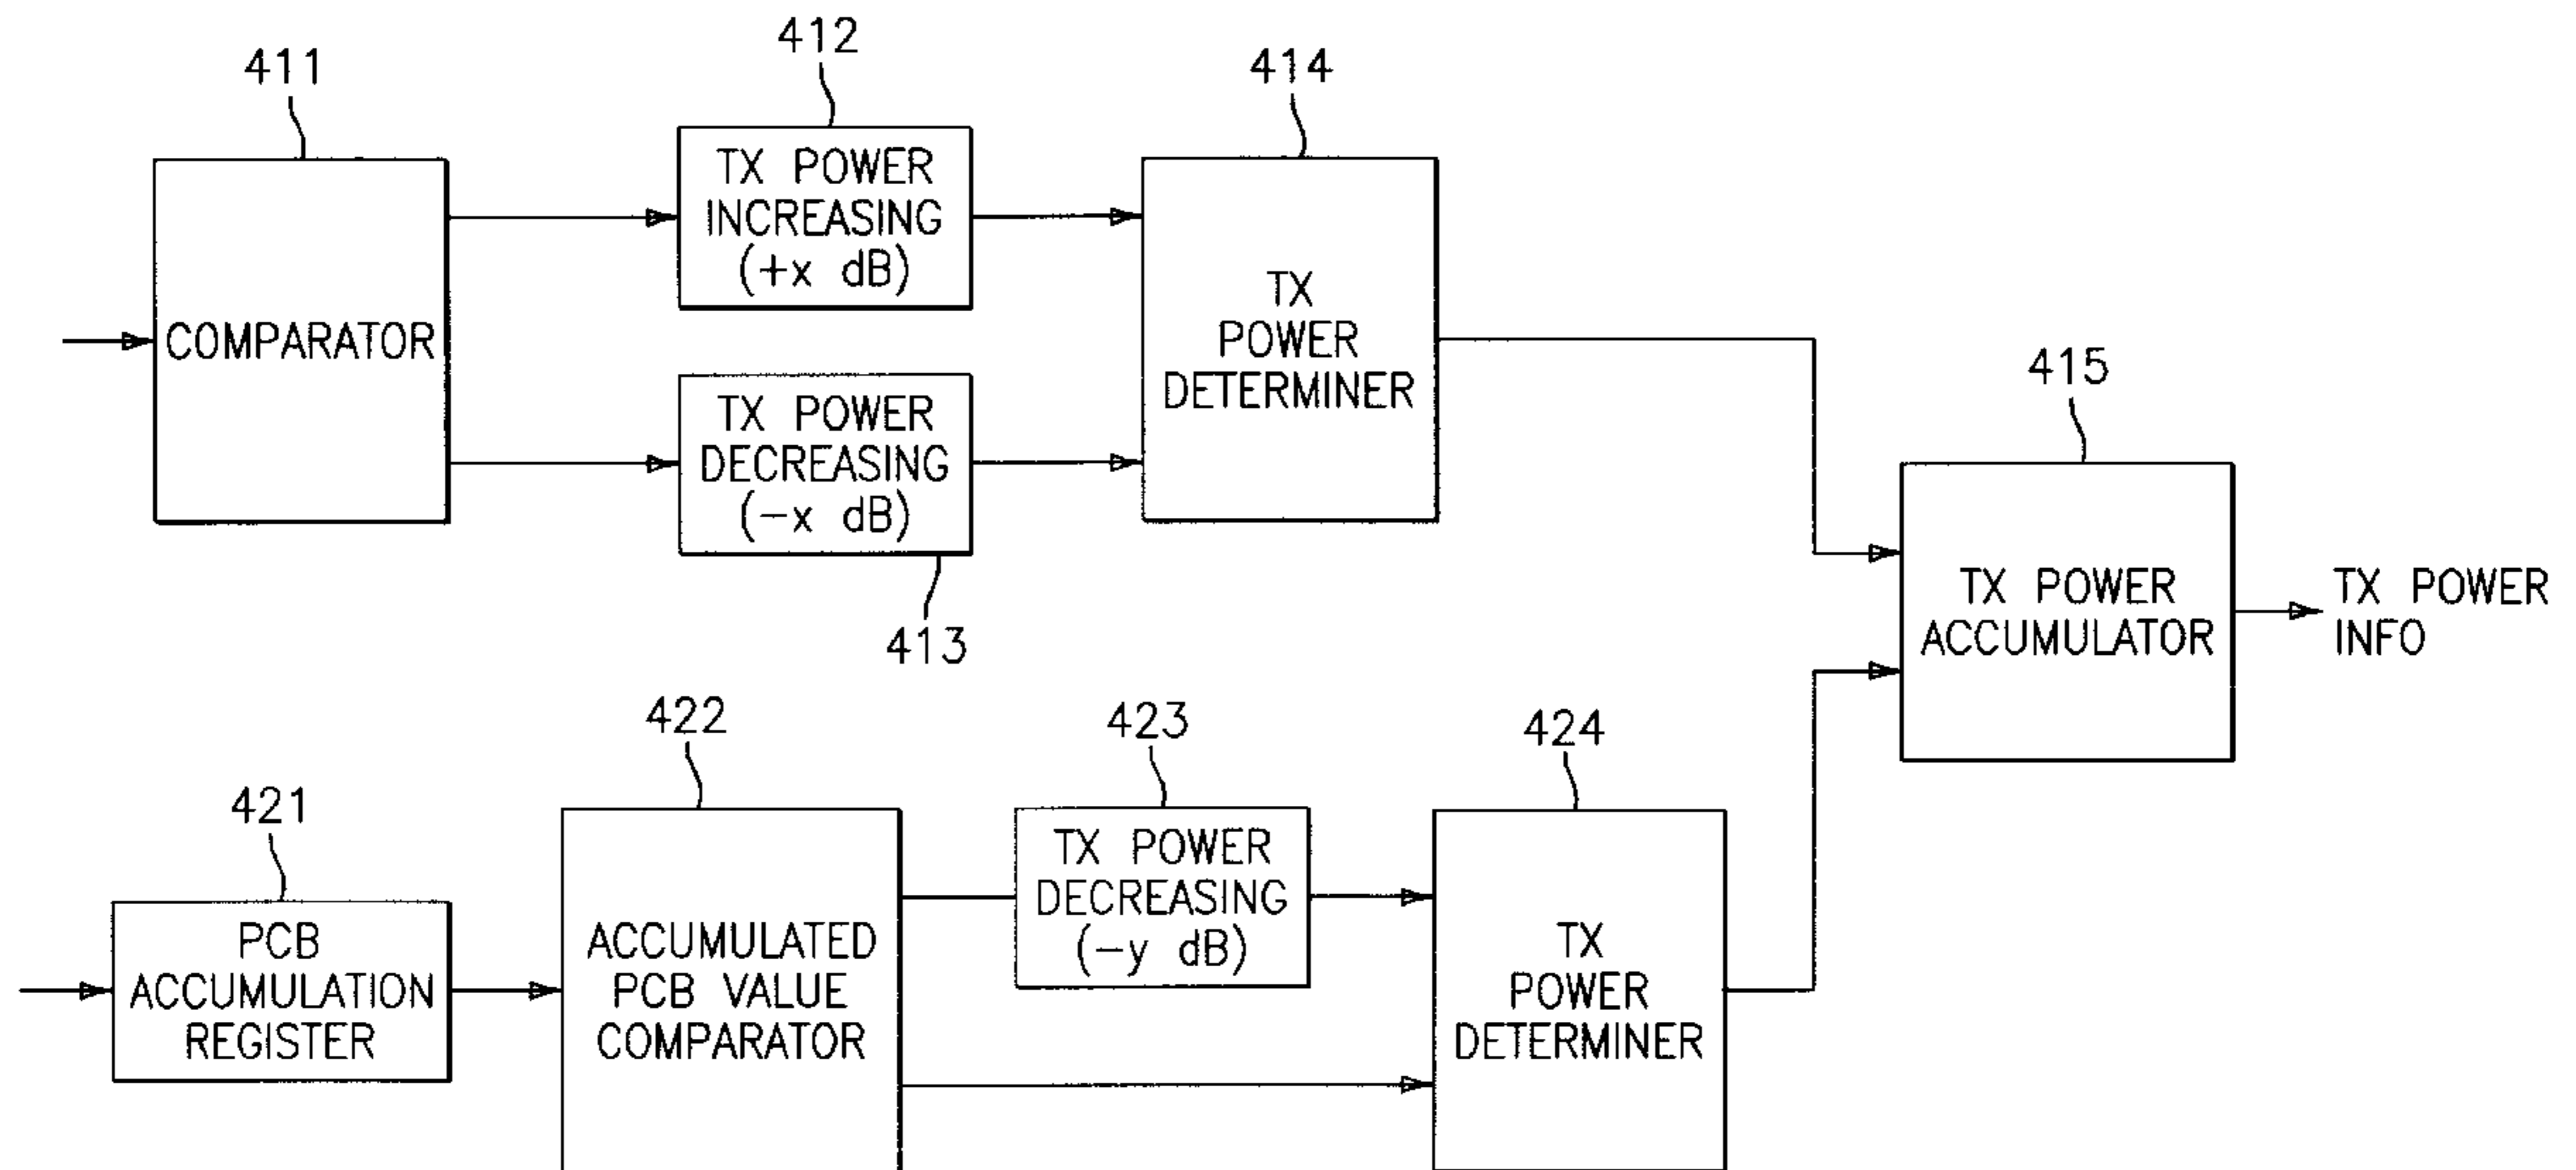 412
411
414
TX POWER
INCREASING
(+x dB)
COMPARATOR
TX
POWER
DETERMINER
415
TX POWER
DECREASING
(-x dB)
413
TX POWER
ACCUMULATOR
TX POWER
INFO
422
423
424
421
TX POWER
DECREASING
(-y dB)
PCB
ACCUMULATION
REGISTER
ACCUMULATED
PCB VALUE
COMPARATOR
TX
POWER
DETERMINER